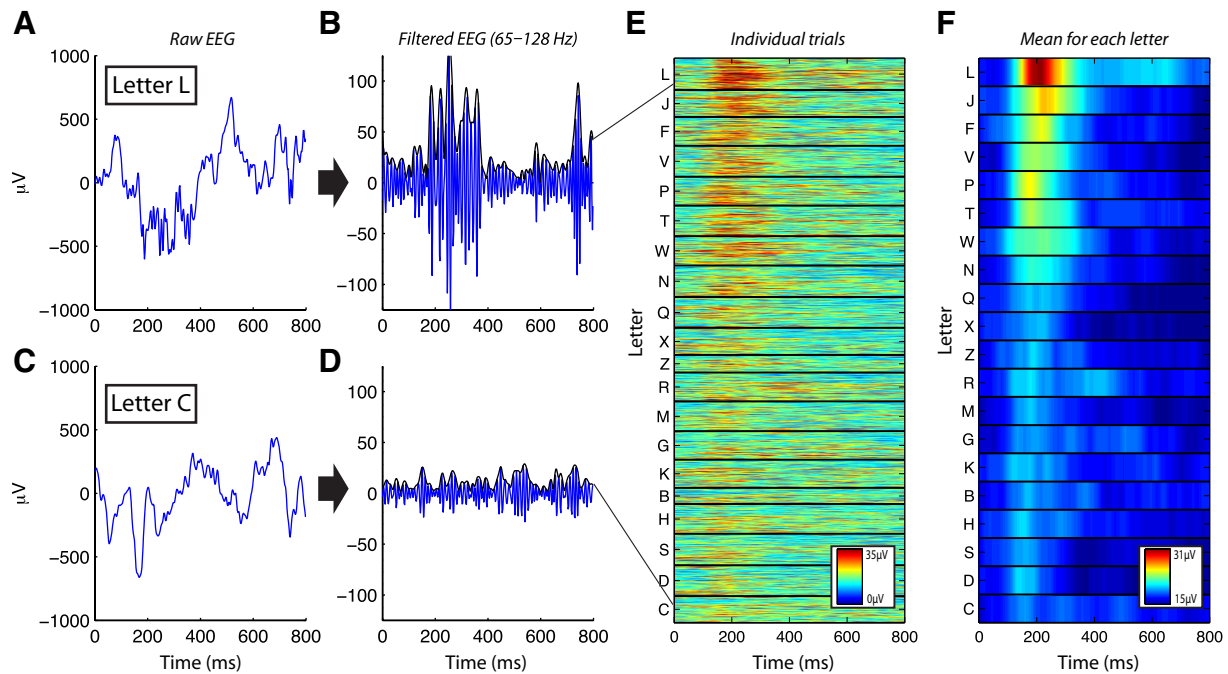 A
Raw EEG
B
Filtered EEG (65–128 Hz)
E
Individual trials
F
Mean for each letter
1000
500
0
−500
−1000
μV
Letter L
0 200 400 600 800
100
50
0
−50
−100
0 200 400 600 800
C
1000
500
0
−500
−1000
μV
Letter C
0 200 400 600 800
Time (ms)
D
100
50
0
−50
−100
0 200 400 600 800
Time (ms)
Letter
L
J
F
V
P
T
W
N
Q
X
Z
R
M
G
K
B
H
S
D
C
35μV
0μV
0 200 400 600 800
Time (ms)
Letter
L
J
F
V
P
T
W
N
Q
X
Z
R
M
G
K
B
H
S
D
C
31μV
15μV
0 200 400 600 800
Time (ms)